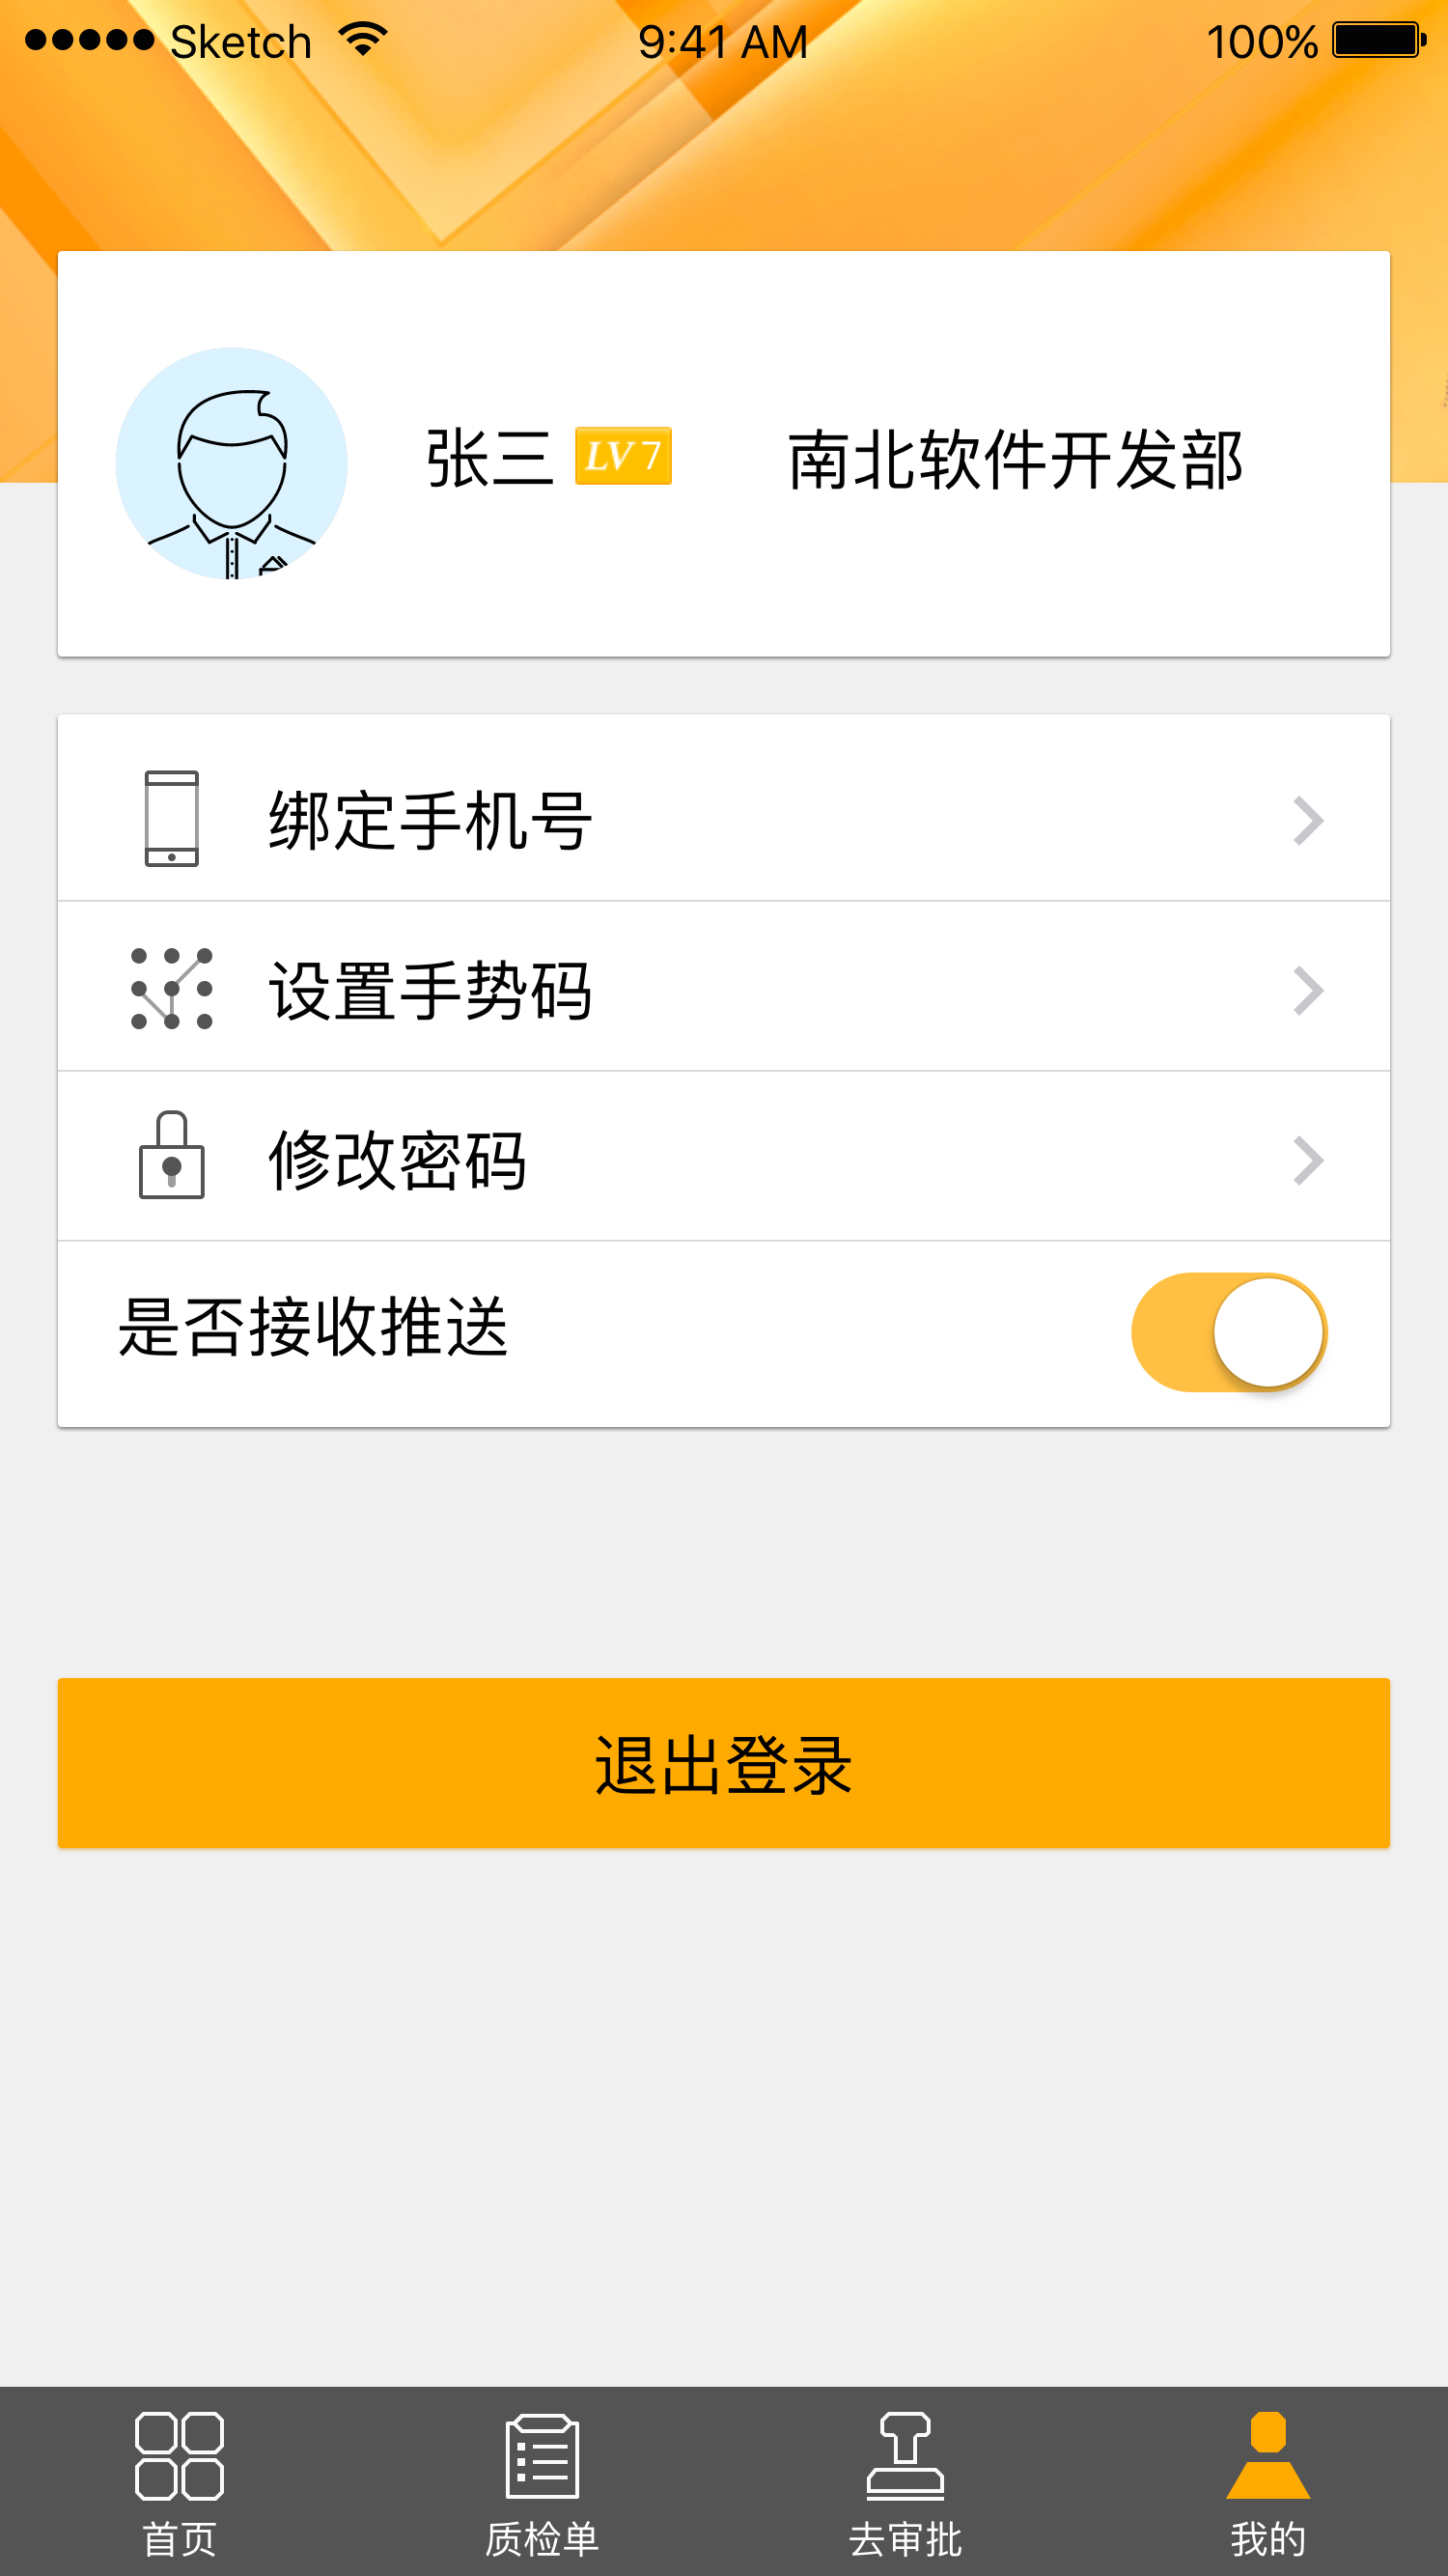 Sketch 9:41 AM 100%
张三 LV 7 南北软件开发部
绑定手机号
设置手势码
修改密码
是否接收推送
退出登录
首页 质检单 去审批 我的